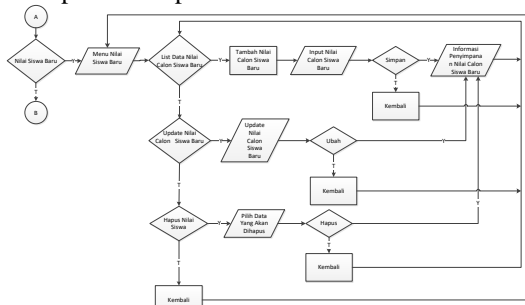 A
Nilai Siswa Baru
Y
T
B
Menu Nilai
Siswa Baru
List Data Nilai
Calon Siswa Baru
Y
T
Tambah Nilai
Calon Siswa
Baru
Input Nilai
Calon Siswa
Baru
Simpan
Y
T
Informasi
Penyimpana
n Nilai Calon
Siswa Baru
Kembali
Update Nilai
Calon Siswa Baru
Y
T
Update
Nilai
Calon
Siswa
Baru
Ubah
Y
T
Kembali
Hapus Nilai
Siswa
Y
T
Pilih Data
Yang Akan
Dihapus
Hapus
Y
T
Kembali
Kembali